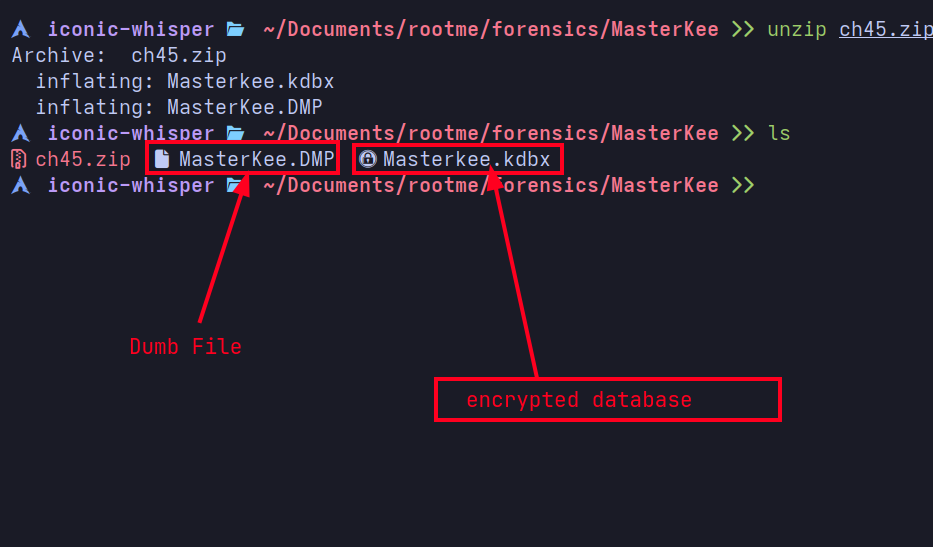 iconic-whisper ~/Documents/rootme/forensics/MasterKee >> unzip ch45.zip
Archive:  ch45.zip
  inflating: Masterkee.kdbx
  inflating: MasterKee.DMP
iconic-whisper ~/Documents/rootme/forensics/MasterKee >> ls
ch45.zip MasterKee.DMP Masterkee.kdbx
iconic-whisper ~/Documents/rootme/forensics/MasterKee >>
Dumb File
encrypted database